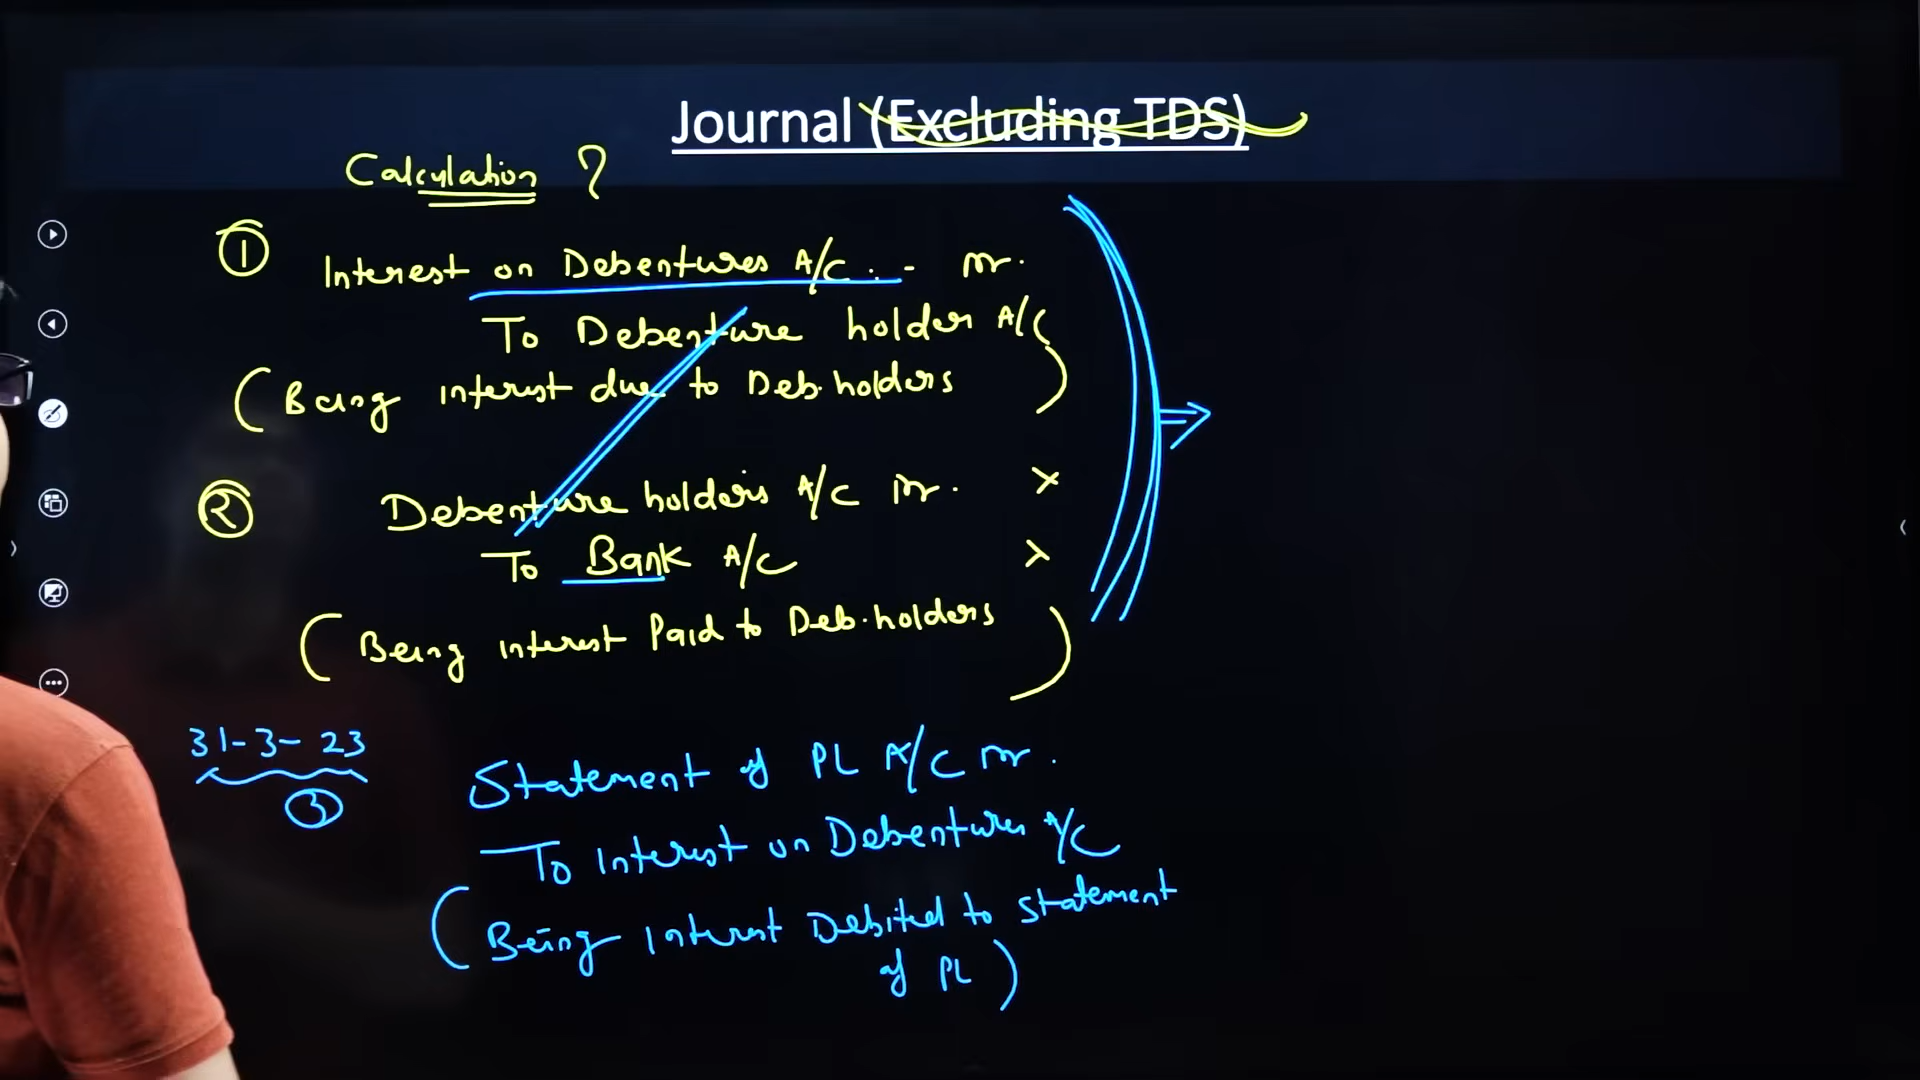 Journal (Excluding TDS)
Calculation ?
① Interest on Debentures A/C . - Dr.
To Debenture holder A/C
(Being interest due to Deb. holders)
② Debenture holders A/C Dr. x
To Bank A/C x
(Being interest Paid to Deb. holders)
31-3-23
③ Statement of PL A/C Dr.
To Interest on Debentures A/C
(Being Interest Debited to statement
of PL)